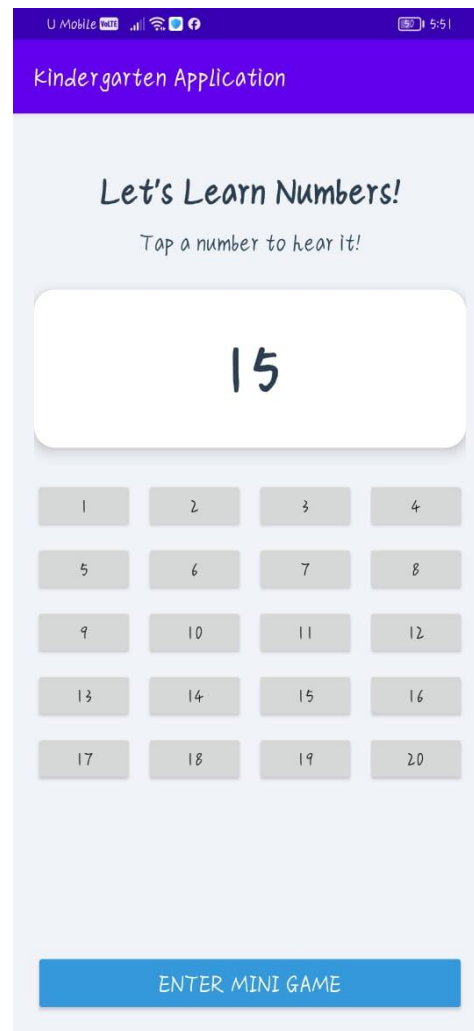 U Mobile VoLTE 50 5:51
Kindergarten Application
Let's Learn Numbers!
Tap a number to hear it!
15
1 2 3 4
5 6 7 8
9 10 11 12
13 14 15 16
17 18 19 20
ENTER MINI GAME